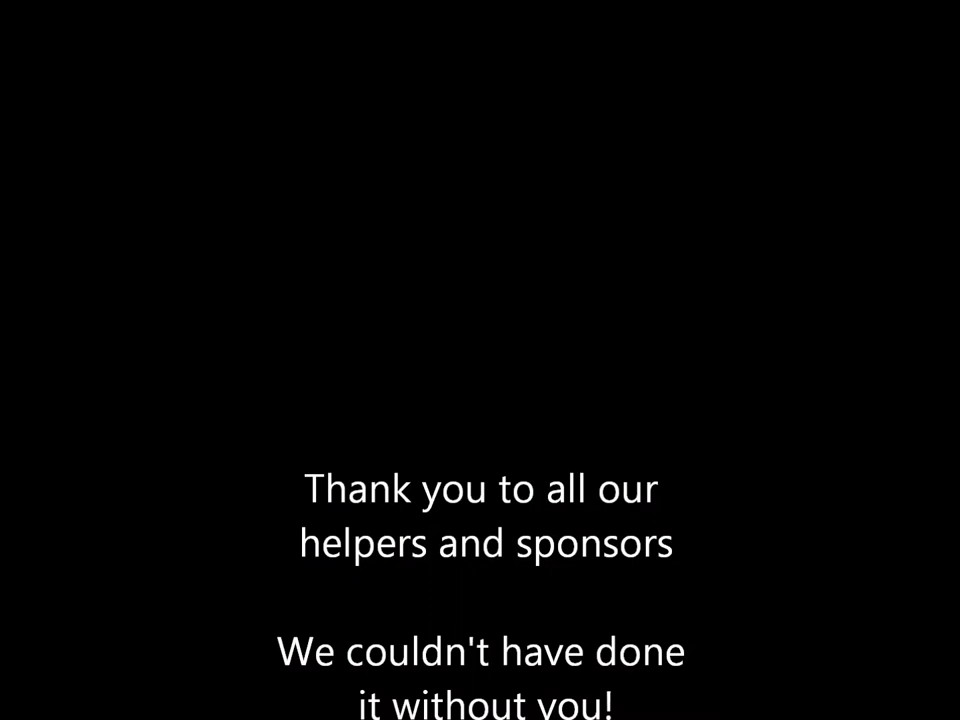 Thank you to all our
helpers and sponsors
We couldn't have done
it without you!